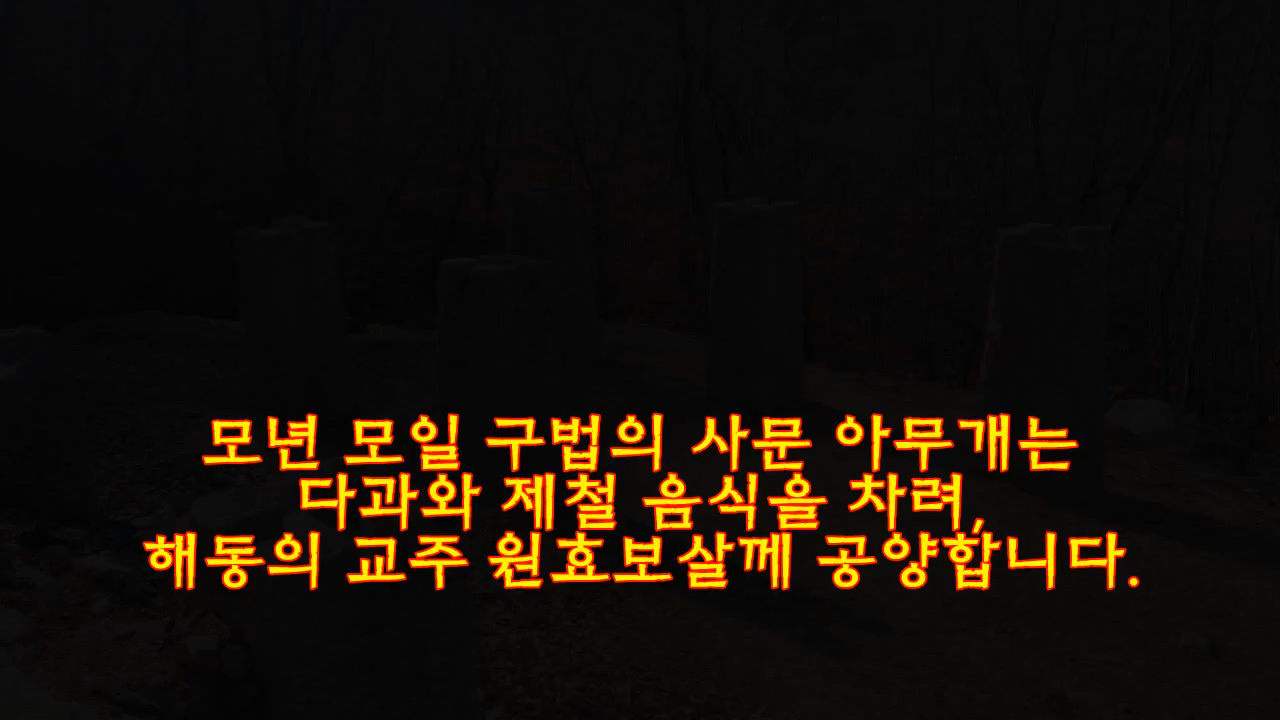 모년 모일 구법의 사문 아무개는
다과와 제철 음식을 차려,
해동의 교주 원효보살께 공양합니다.